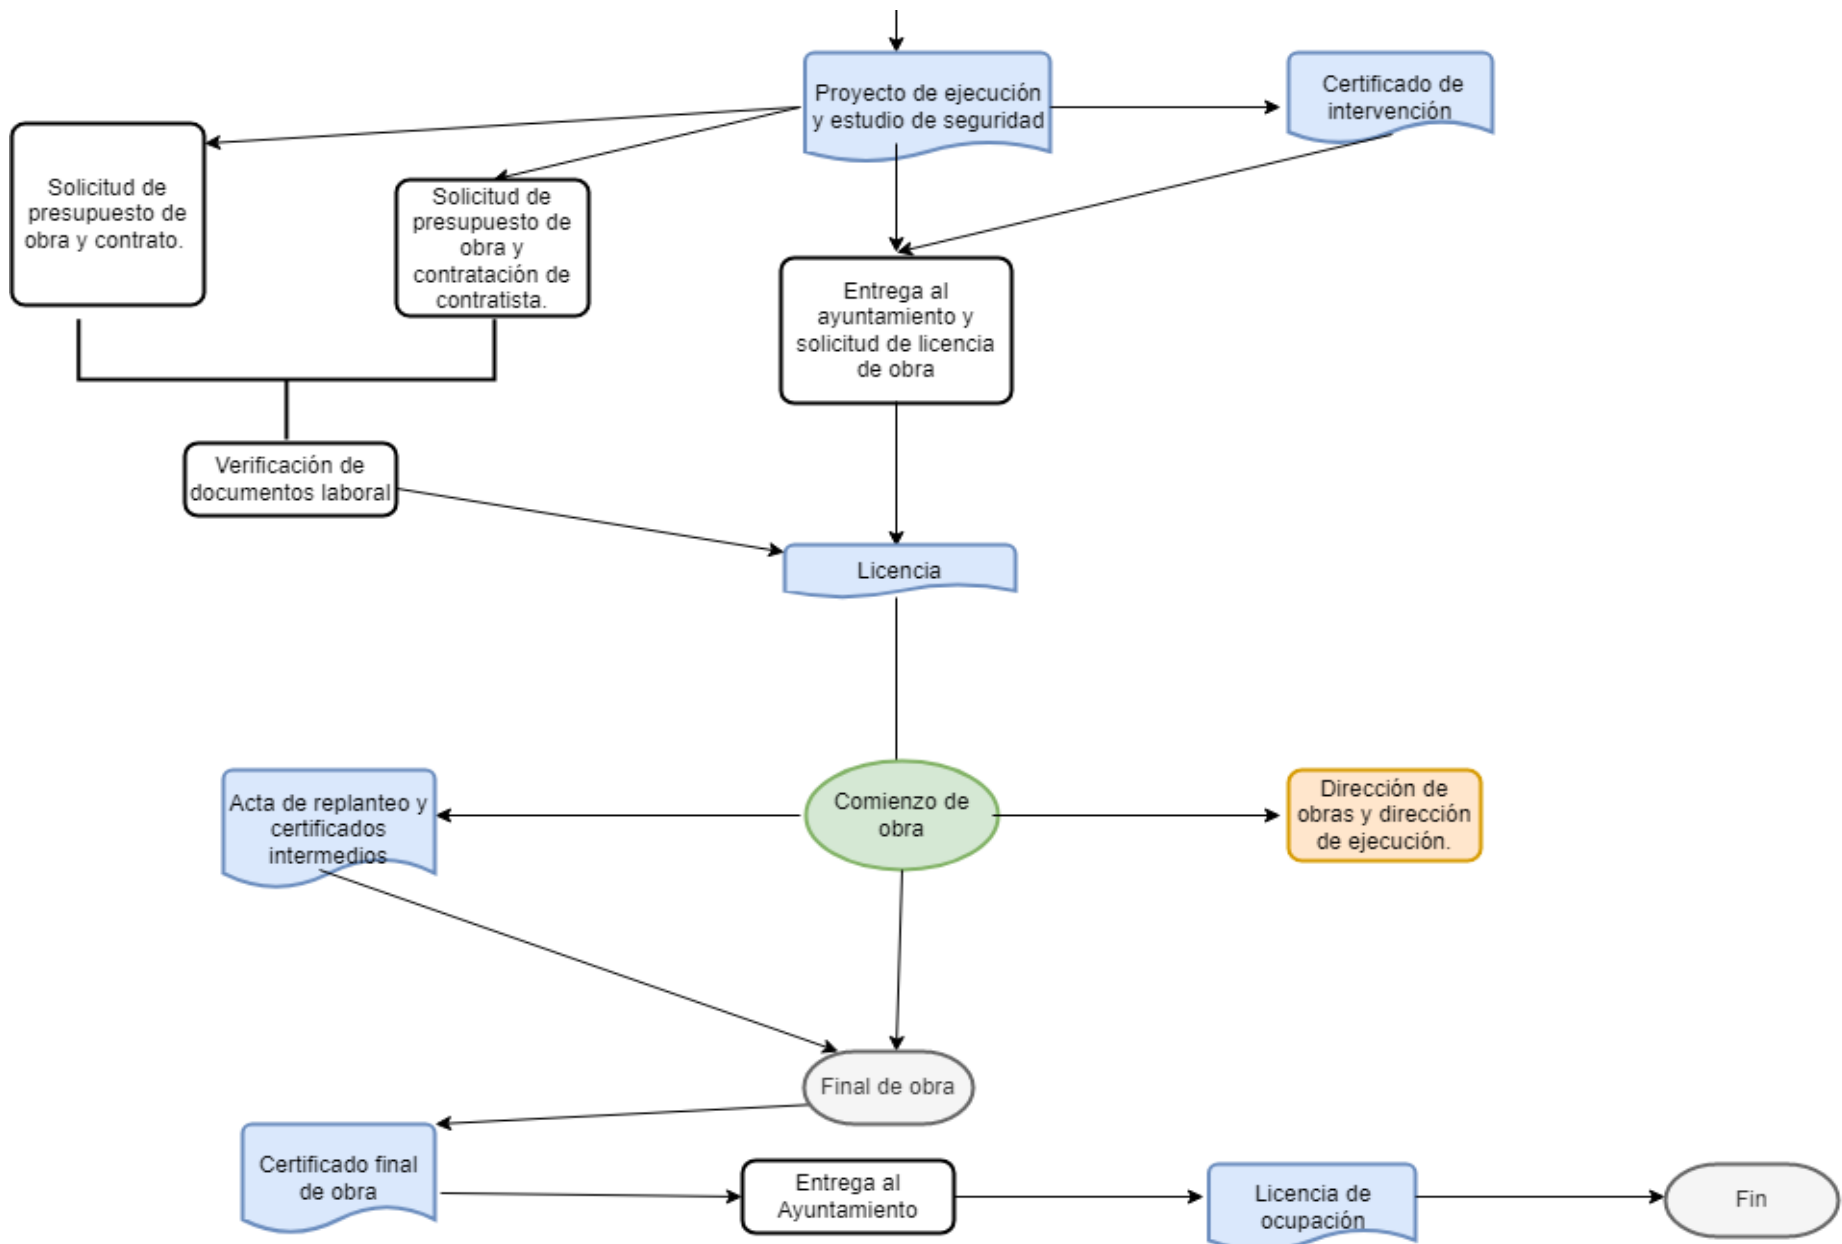 Proyecto de ejecución
y estudio de seguridad
Certificado de
intervención
Solicitud de
presupuesto de
obra y contrato.
Solicitud de
presupuesto de
obra y
contratación de
contratista.
Entrega al
ayuntamiento y
solicitud de licencia
de obra
Verificación de
documentos laboral
Licencia
Acta de replanteo y
certificados
intermedios
Comienzo de
obra
Dirección de
obras y dirección
de ejecución.
Final de obra
Certificado final
de obra
Entrega al
Ayuntamiento
Licencia de
ocupación
Fin